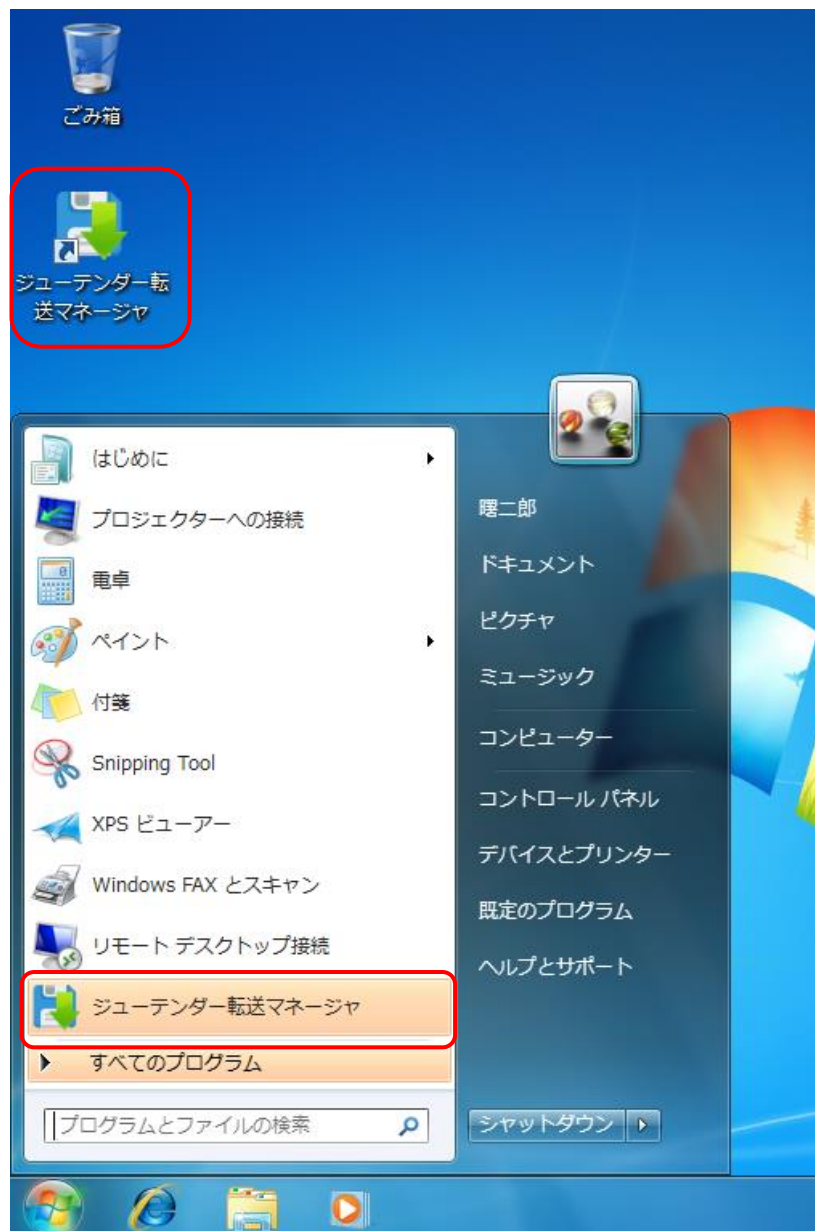 ごみ箱
ジューテンダー転
送マネージャ
はじめに
プロジェクターへの接続
電卓
ペイント
付箋
Snipping Tool
XPS ビューアー
Windows FAX とスキャン
リモート デスクトップ接続
ジューテンダー転送マネージャ
すべてのプログラム
プログラムとファイルの検索
曙二郎
ドキュメント
ピクチャ
ミュージック
コンピューター
コントロール パネル
デバイスとプリンター
既定のプログラム
ヘルプとサポート
シャットダウン